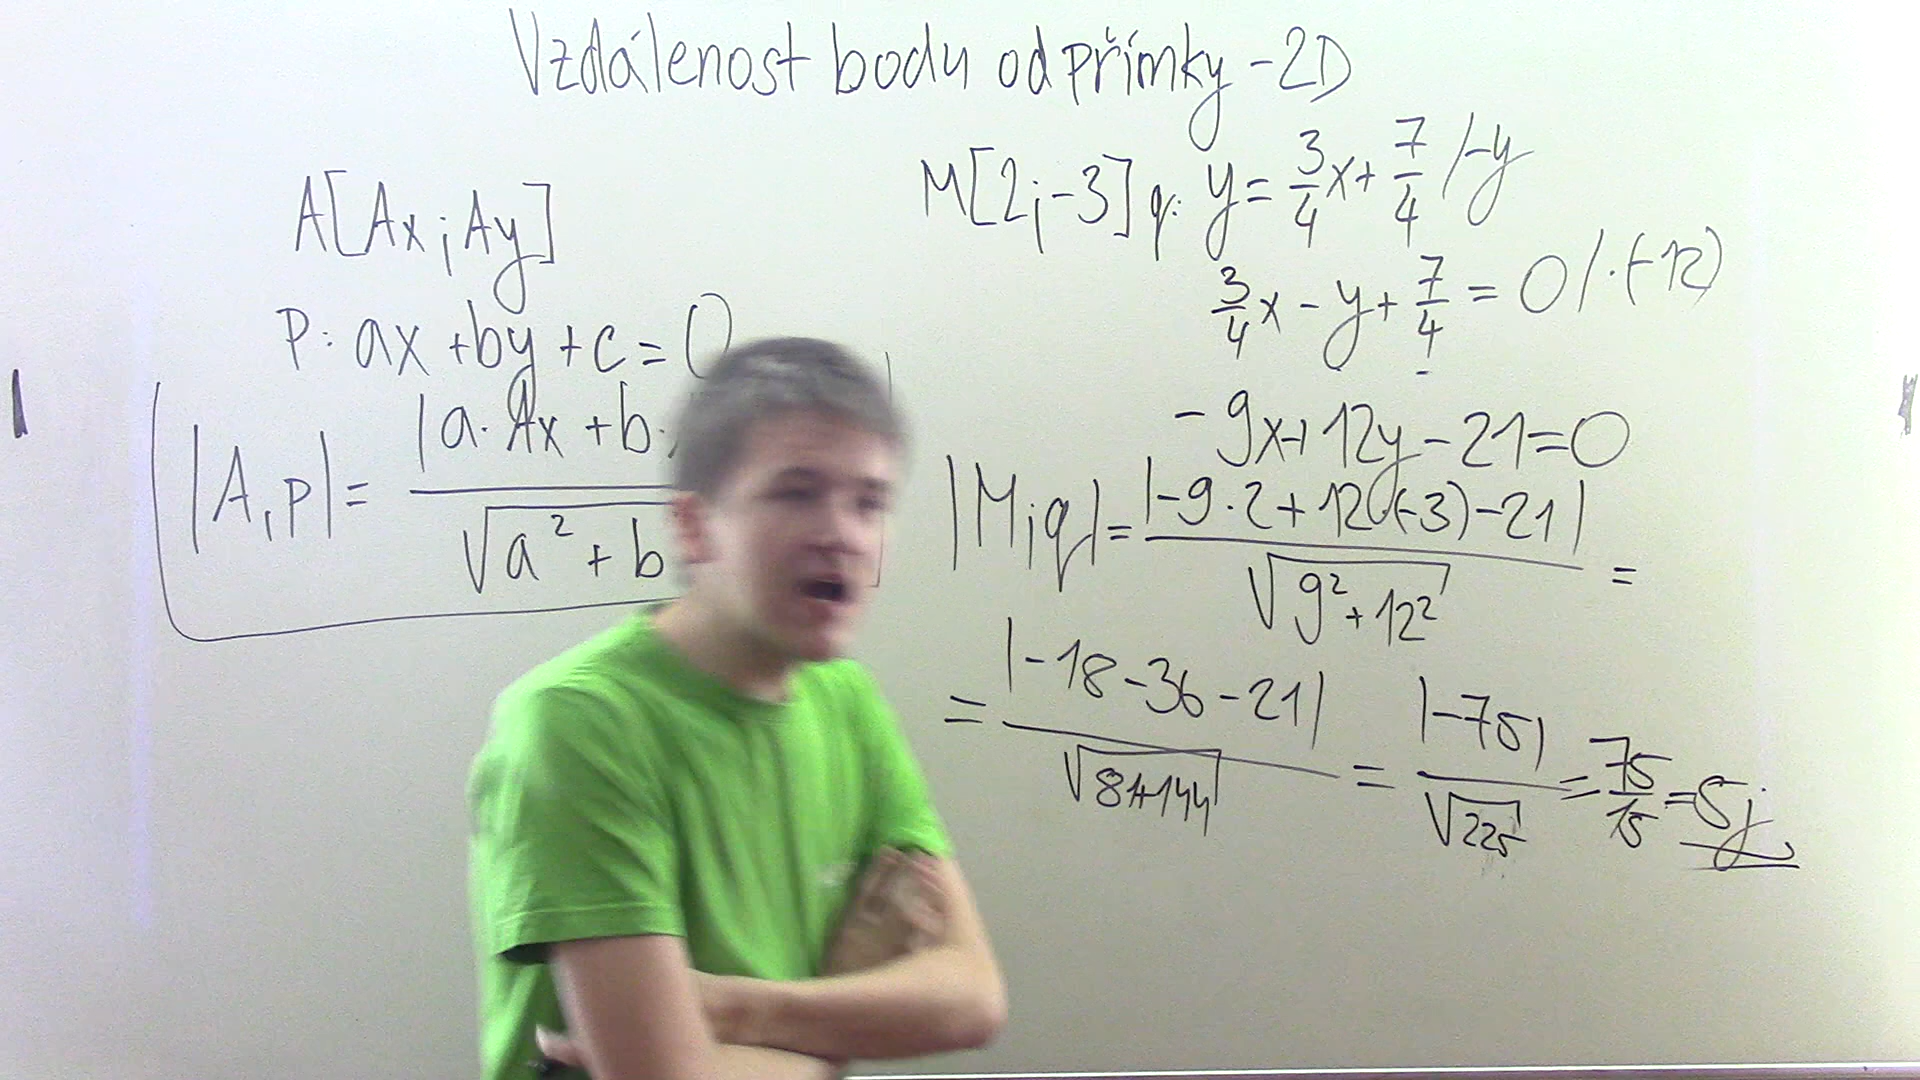 Vzdálenost bodu od přímky - 2D
A[Ax; Ay]
P: ax + by + c = 0
|A, p| = |a · Ax + b · / √a² + b
M[2; -3] q: y = 3/4 x + 7/4 /-y
3/4 x - y + 7/4 = 0 / · (-12)
-9x + 12y - 21 = 0
|M; q| = |-9 · 2 + 12 · (-3) - 21| / √9² + 12² =
= |-18 - 36 - 21| / √81+144 = |-75| / √225 = 75/15 = 5j